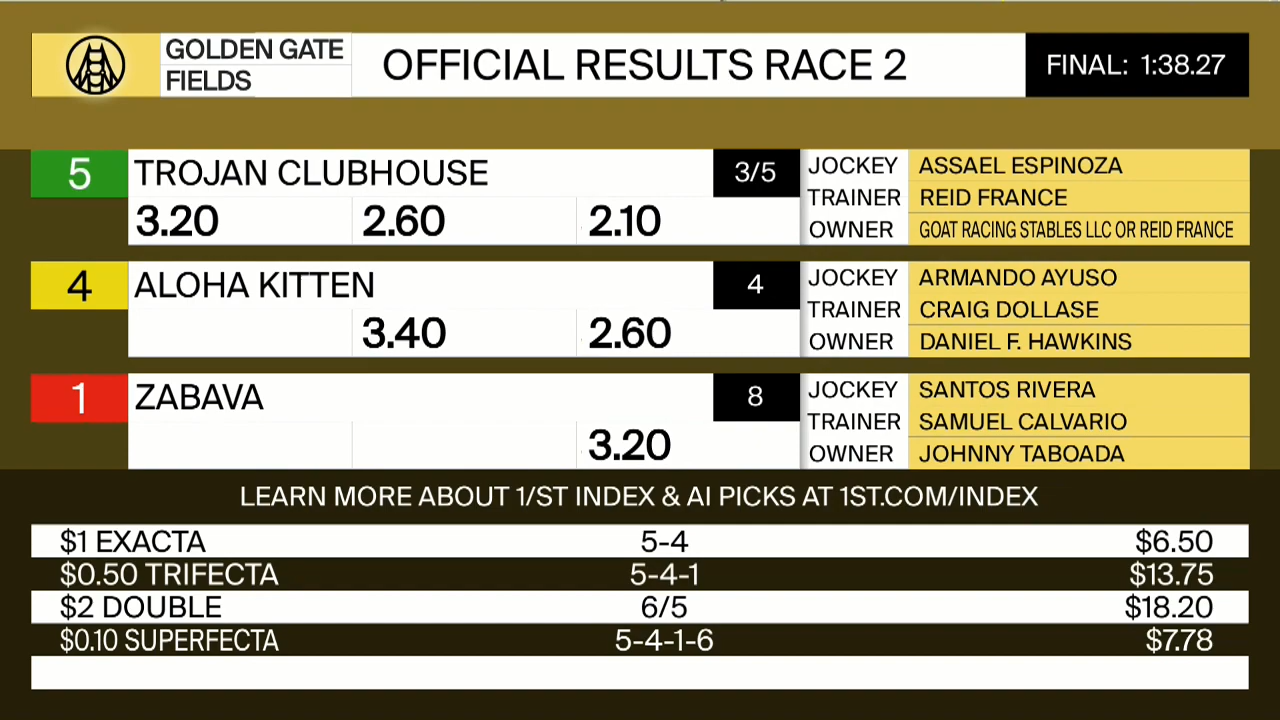 GOLDEN GATE
FIELDS
OFFICIAL RESULTS RACE 2
FINAL: 1:38.27
5
TROJAN CLUBHOUSE
3/5
3.20 2.60 2.10
JOCKEY ASSAEL ESPINOZA
TRAINER REID FRANCE
OWNER GOAT RACING STABLES LLC OR REID FRANCE
4
ALOHA KITTEN
4
3.40 2.60
JOCKEY ARMANDO AYUSO
TRAINER CRAIG DOLLASE
OWNER DANIEL F. HAWKINS
1
ZABAVA
8
3.20
JOCKEY SANTOS RIVERA
TRAINER SAMUEL CALVARIO
OWNER JOHNNY TABOADA
LEARN MORE ABOUT 1/ST INDEX & AI PICKS AT 1ST.COM/INDEX
$1 EXACTA 5-4 $6.50
$0.50 TRIFECTA 5-4-1 $13.75
$2 DOUBLE 6/5 $18.20
$0.10 SUPERFECTA 5-4-1-6 $7.78